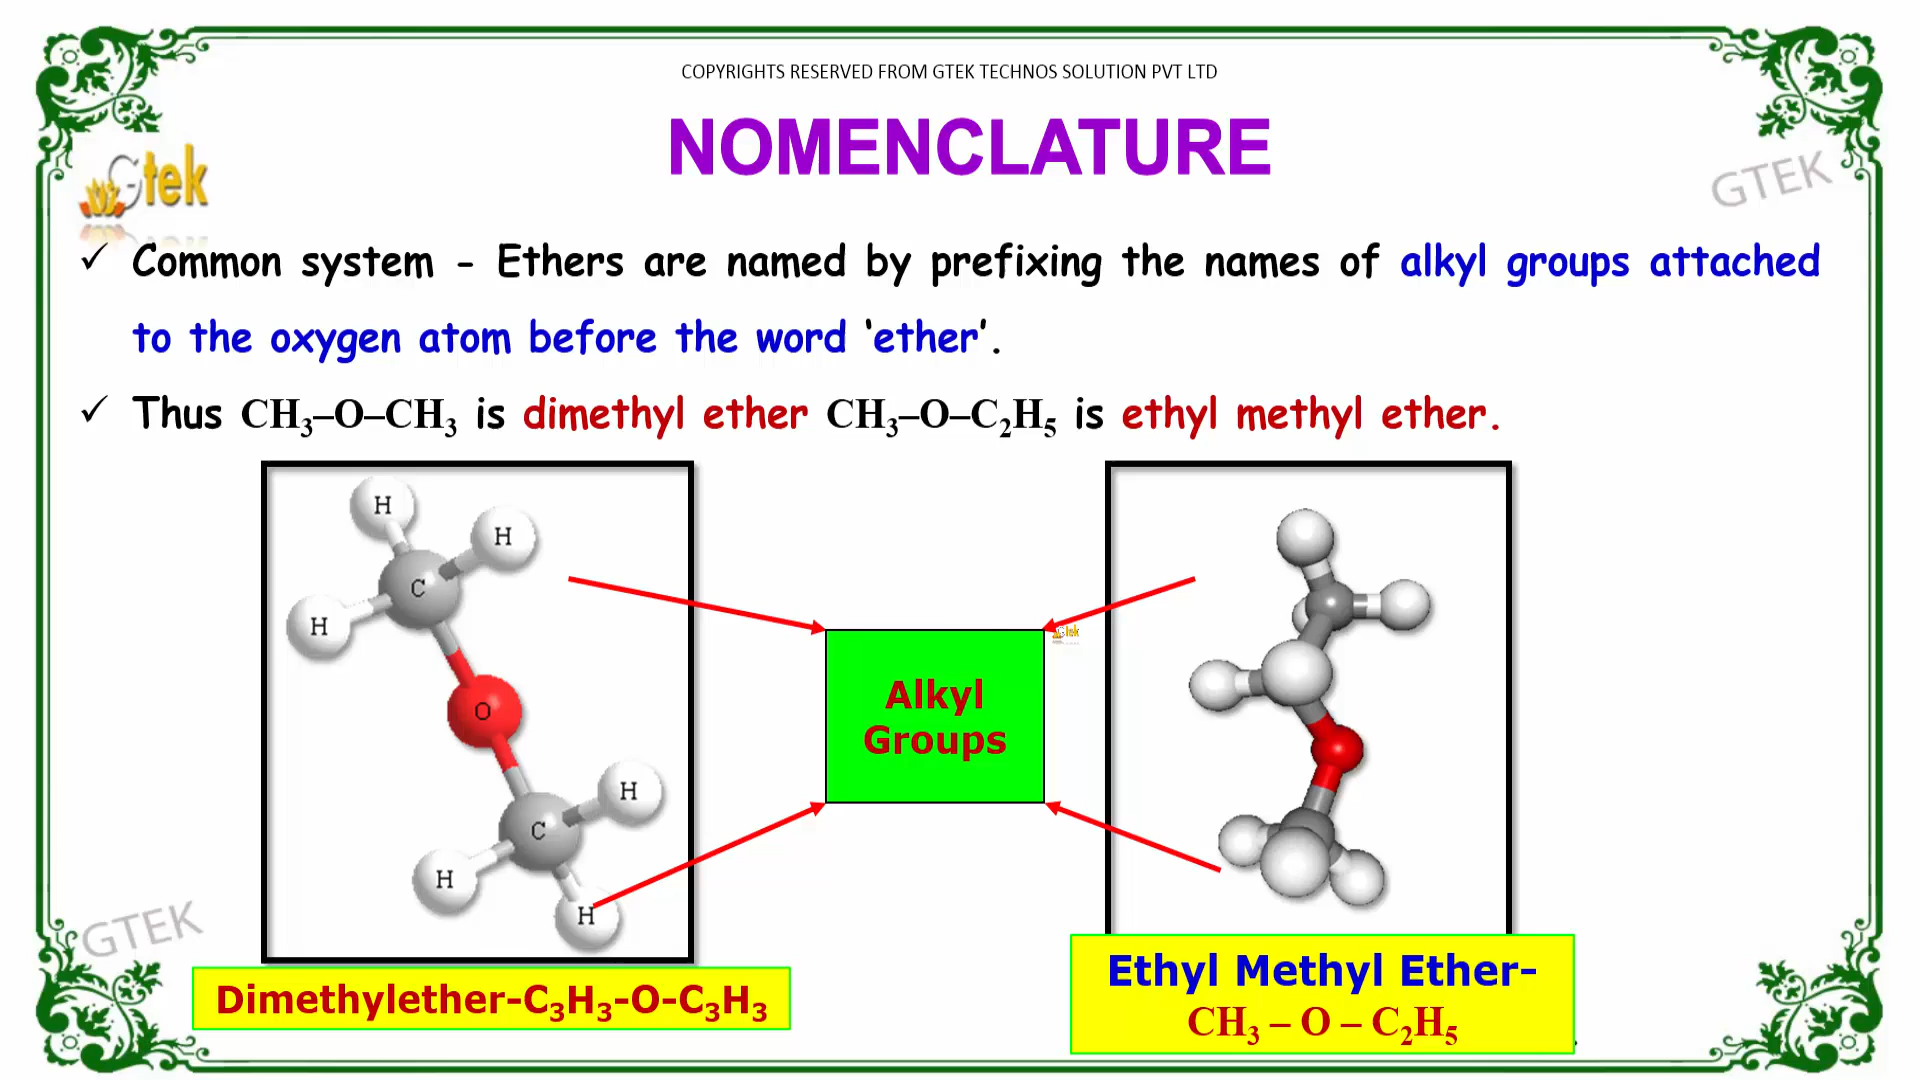 COPYRIGHTS RESERVED FROM GTEK TECHNOS SOLUTION PVT LTD
NOMENCLATURE
Gtek
GTEK
✓ Common system - Ethers are named by prefixing the names of alkyl groups attached
to the oxygen atom before the word ‘ether’.
✓ Thus CH₃–O–CH₃ is dimethyl ether CH₃–O–C₂H₅ is ethyl methyl ether.
H
H
C
H
O
H
C
H
H
Alkyl
Groups
Gtek
GTEK
Dimethylether-C₃H₃-O-C₃H₃
Ethyl Methyl Ether-
CH₃ – O – C₂H₅